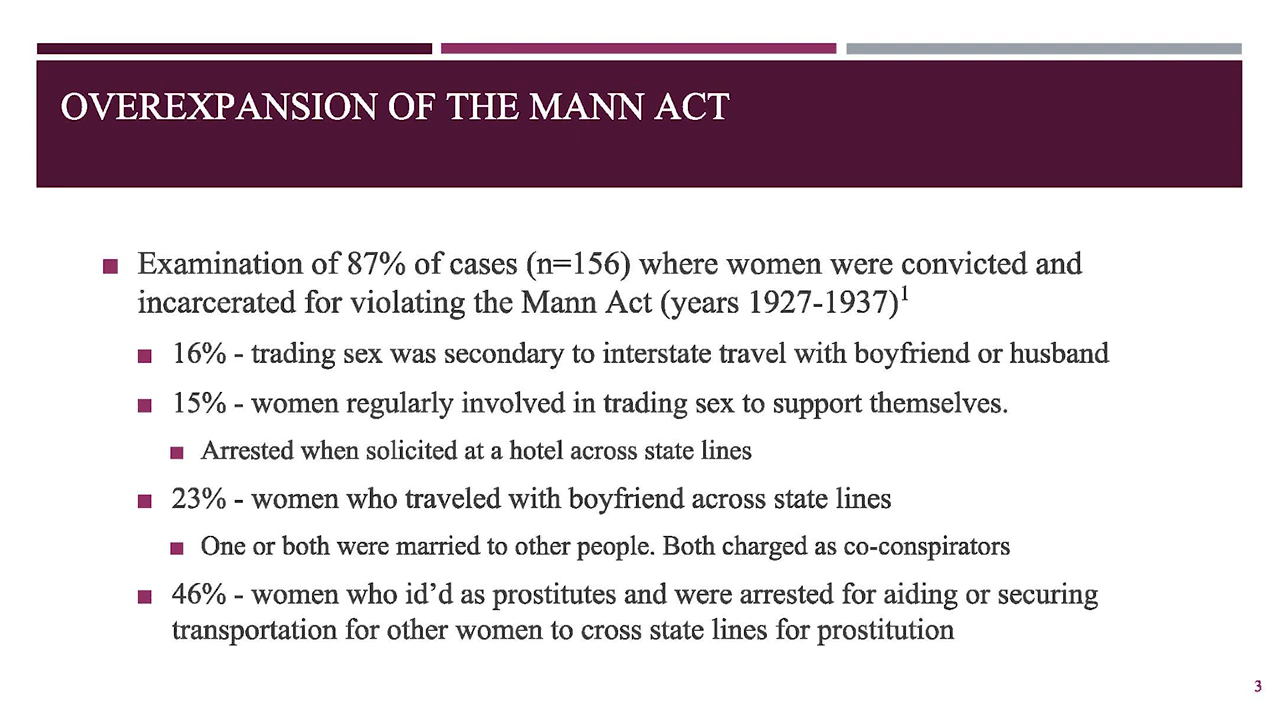 OVEREXPANSION OF THE MANN ACT
■ Examination of 87% of cases (n=156) where women were convicted and
incarcerated for violating the Mann Act (years 1927-1937)¹
■ 16% - trading sex was secondary to interstate travel with boyfriend or husband
■ 15% - women regularly involved in trading sex to support themselves.
■ Arrested when solicited at a hotel across state lines
■ 23% - women who traveled with boyfriend across state lines
■ One or both were married to other people. Both charged as co-conspirators
■ 46% - women who id’d as prostitutes and were arrested for aiding or securing
transportation for other women to cross state lines for prostitution
3